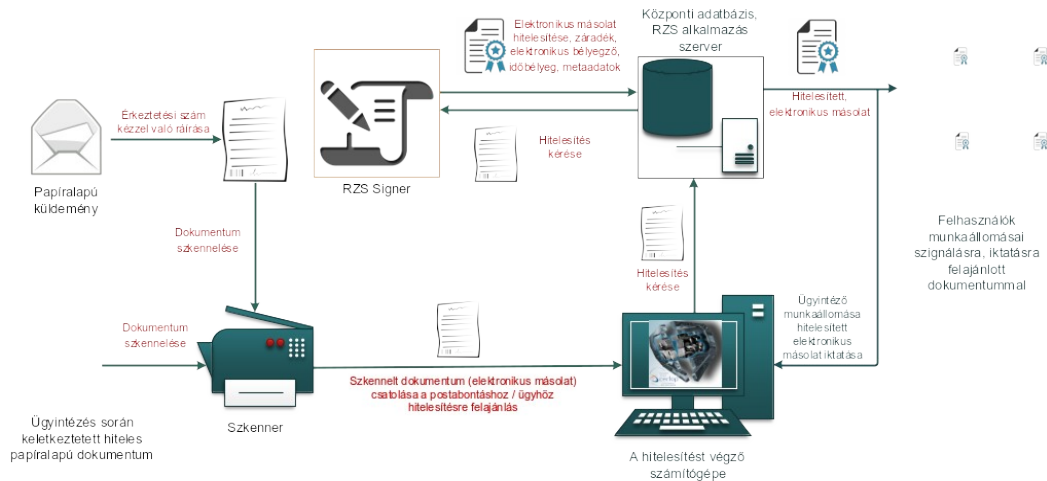 Elektronikus másolat
hitelesítése, záradék,
elektronikus bélyegző,
időbélyeg, metaadatok
Központi adatbázis,
RZS alkalmazás
szerver
Érkeztetési szám
kézzel való ráírása
Hitelesítés
kérése
Hitelesített,
elektronikus másolat
Papíralapú
küldemény
RZS Signer
Dokumentum
szkennelése
Hitelesítés
kérése
Felhasználók
munkaállomásai
szignálásra, iktatásra
felajánlott
dokumentummal
Dokumentum
szkennelése
Ügyintéző
munkaállomása
hitelesített
elektronikus
másolat iktatása
Szkennelt dokumentum (elektronikus másolat)
csatolása a postabontáshoz / ügyhöz
hitelesítésre felajánlás
Ügyintézés során
keletkeztetett hiteles
papíralapú dokumentum
Szkenner
A hitelesítést végző
számítógépe